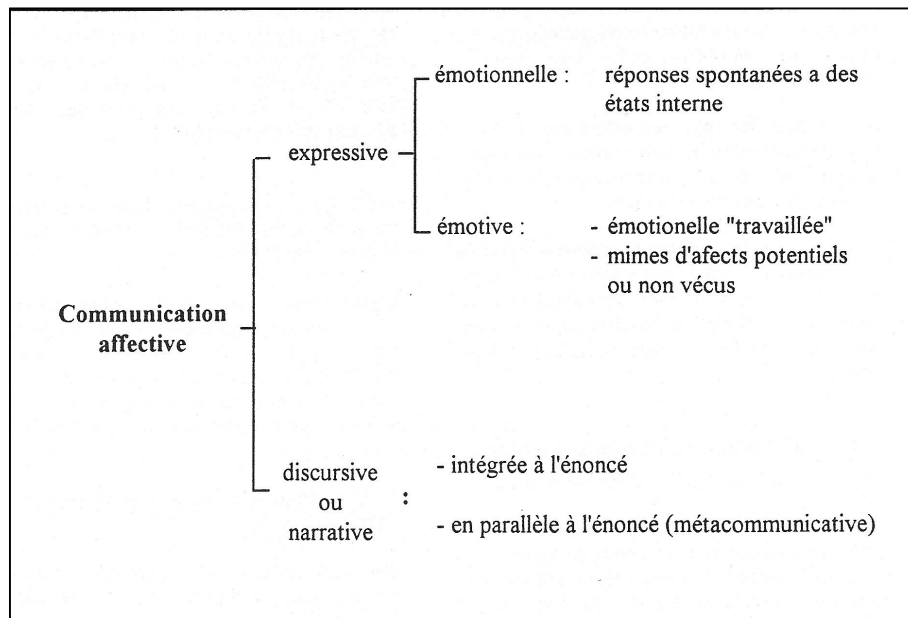 émotionnelle : réponses spontanées a des
états interne
expressive
émotive : - émotionelle "travaillée"
- mimes d'afects potentiels
ou non vécus
Communication
affective
discursive
ou
narrative :
- intégrée à l'énoncé
- en parallèle à l'énoncé (métacommunicative)